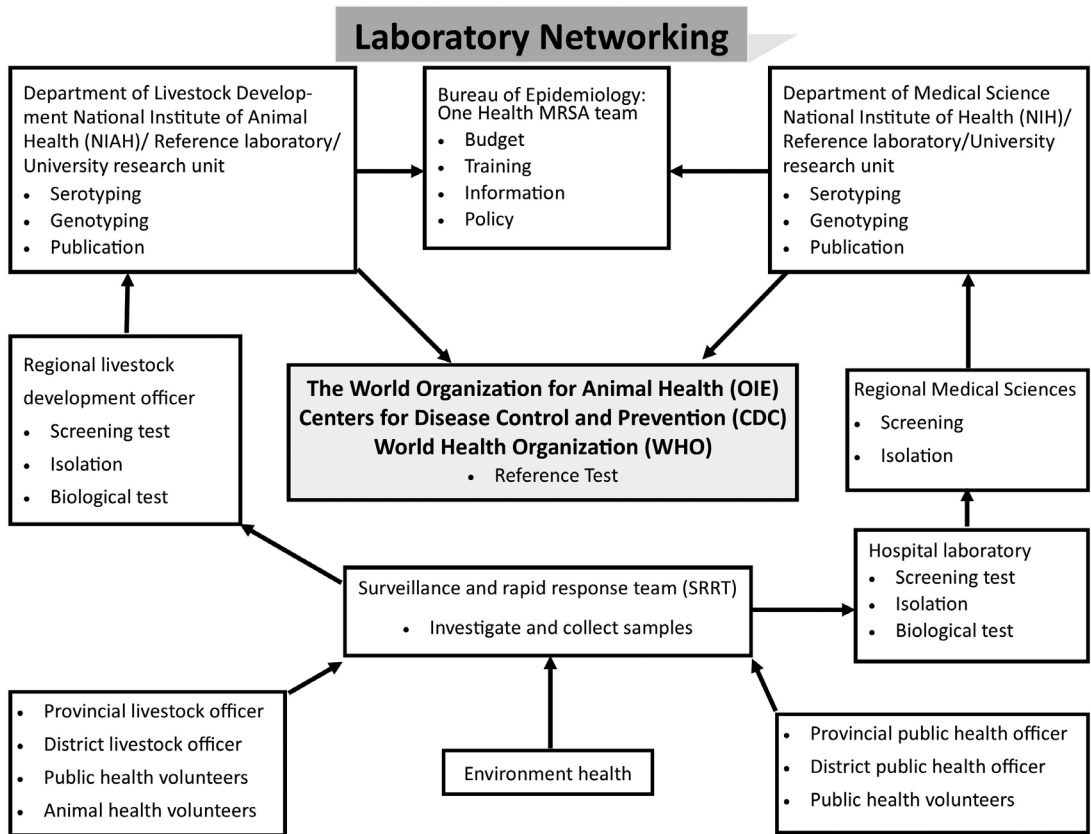 Laboratory Networking
Department of Livestock Develop-
ment National Institute of Animal
Health (NIAH)/ Reference laboratory/
University research unit
• Serotyping
• Genotyping
• Publication
Bureau of Epidemiology:
One Health MRSA team
• Budget
• Training
• Information
• Policy
Department of Medical Science
National Institute of Health (NIH)/
Reference laboratory/University
research unit
• Serotyping
• Genotyping
• Publication
Regional livestock
development officer
• Screening test
• Isolation
• Biological test
The World Organization for Animal Health (OIE)
Centers for Disease Control and Prevention (CDC)
World Health Organization (WHO)
• Reference Test
Regional Medical Sciences
• Screening
• Isolation
Hospital laboratory
• Screening test
• Isolation
• Biological test
Surveillance and rapid response team (SRRT)
• Investigate and collect samples
• Provincial livestock officer
• District livestock officer
• Public health volunteers
• Animal health volunteers
Environment health
• Provincial public health officer
• District public health officer
• Public health volunteers